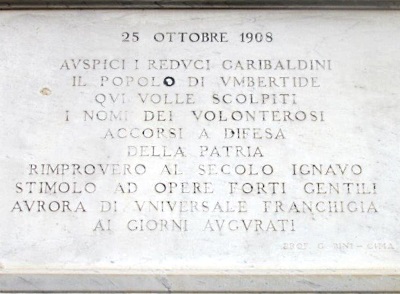 25 OTTOBRE 1908
AVSPICI I REDVCI GARIBALDINI
IL POPOLO DI VMBERTIDE
QVI VOLLE SCOLPITI
I NOMI DEI VOLONTEROSI
ACCORSI A DIFESA
DELLA PATRIA
RIMPROVERO AL SECOLO IGNAVO
STIMOLO AD OPERE FORTI GENTILI
AVRORA DI VNIVERSALE FRANCHIGIA
AI GIORNI AVGVRATI